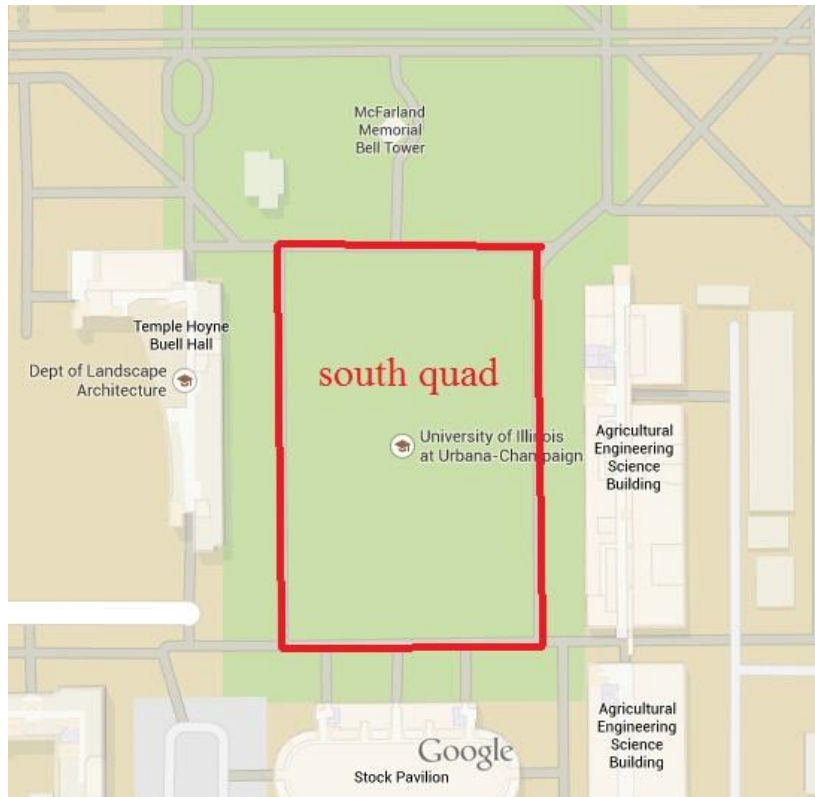 McFarland
Memorial
Bell Tower
Temple Hoyne
Buell Hall
Dept of Landscape
Architecture
south quad
University of Illinois
at Urbana-Champaign
Agricultural
Engineering
Science
Building
Agricultural
Engineering
Science
Building
Google
Stock Pavilion